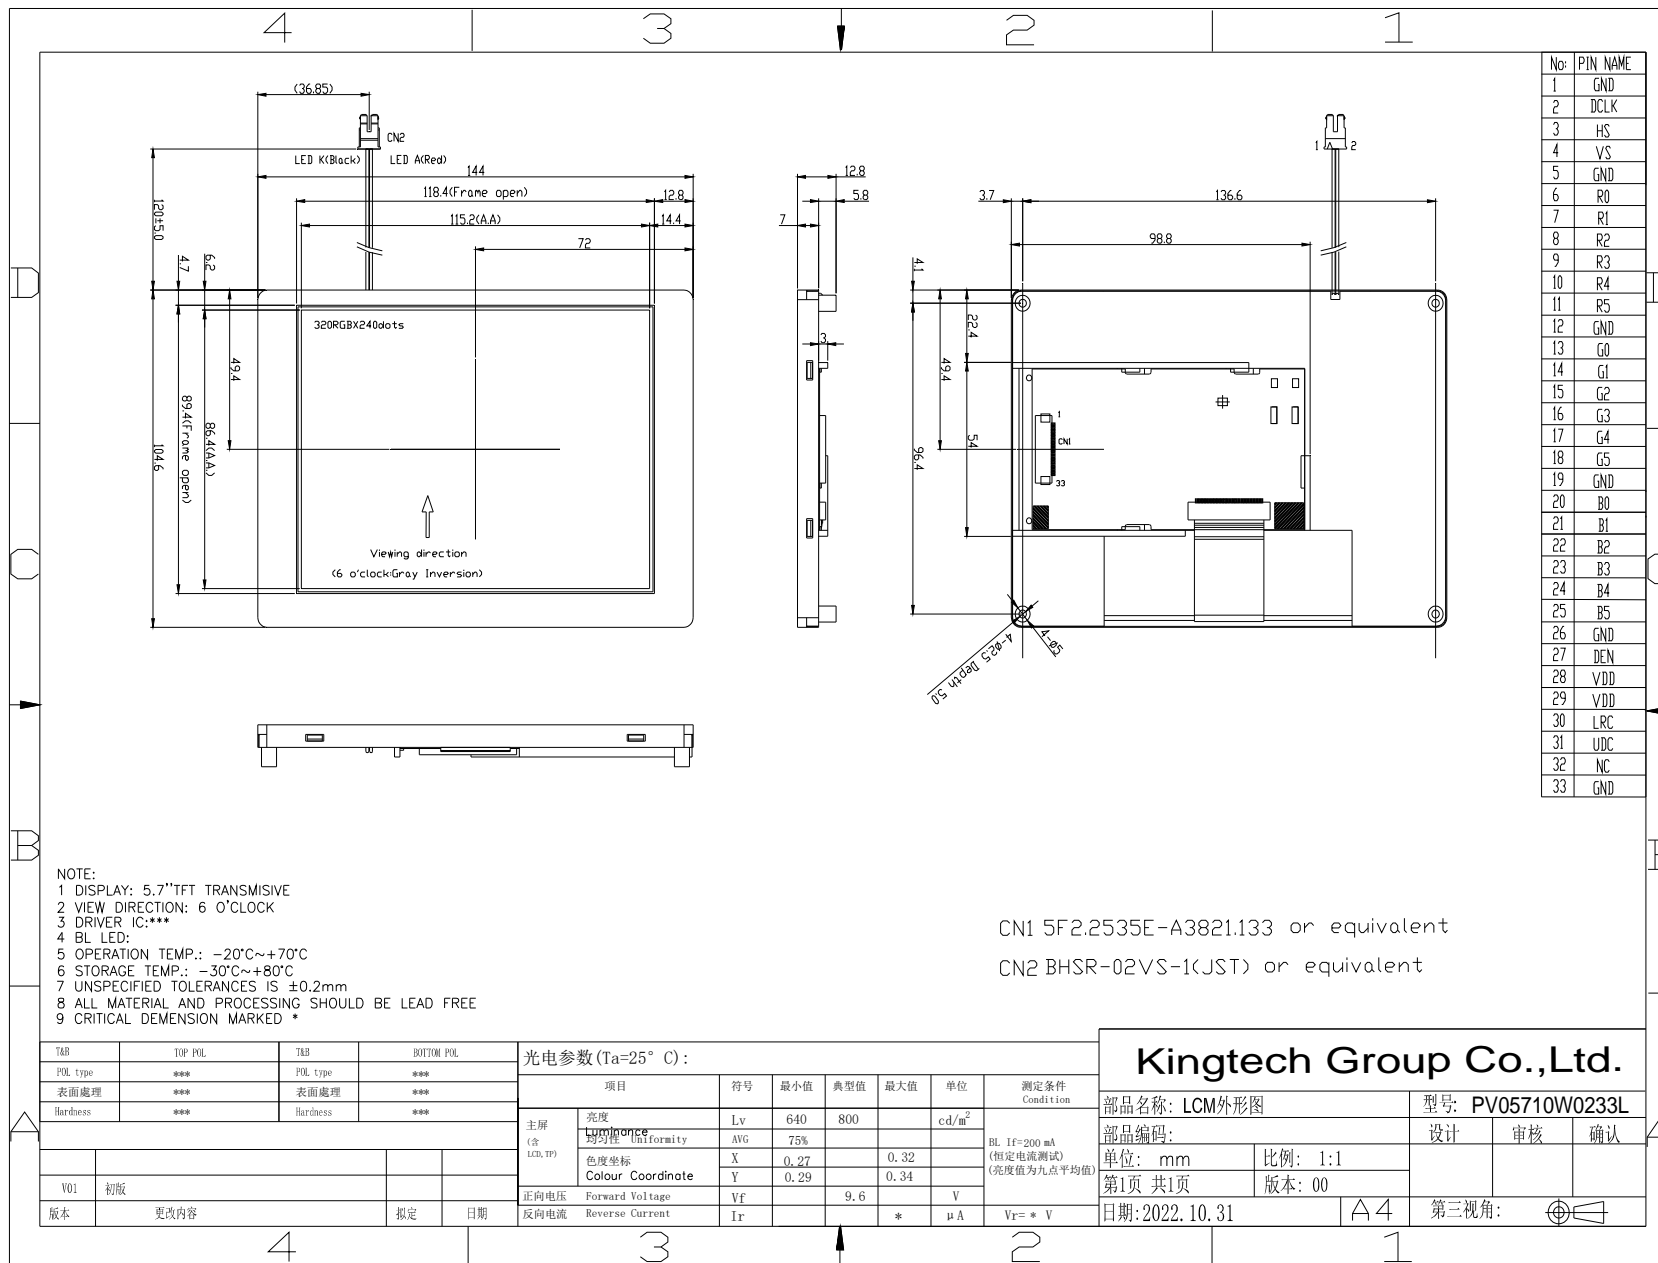 4 3 2 1
No: PIN NAME
1 GND
2 DCLK
3 HS
4 VS
5 GND
6 R0
7 R1
8 R2
9 R3
10 R4
11 R5
12 GND
13 G0
14 G1
15 G2
16 G3
17 G4
18 G5
19 GND
20 B0
21 B1
22 B2
23 B3
24 B4
25 B5
26 GND
27 DEN
28 VDD
29 VDD
30 LRC
31 UDC
32 NC
33 GND
(36.85)
CN2
LED K(Black) LED A(Red)
144
118.4(Frame open) 12.8
115.2(A.A) 14.4
72
120±5.0
4.7
6.2
104.6
89.4(Frame open)
86.4(A.A.)
49.4
320RGBX240dots
Viewing direction
(6 o'clock:Gray Inversion)
12.8
5.8
7
3
1 2
3.7 136.6
98.8
4.1
22.4
49.4
54
96.4
1
CN1
33
4-ø2.5 Depth 5.0
4-ø5
D
C
B
A
NOTE:
1 DISPLAY: 5.7''TFT TRANSMISIVE
2 VIEW DIRECTION: 6 O'CLOCK
3 DRIVER IC:***
4 BL LED:
5 OPERATION TEMP.: -20°C~+70°C
6 STORAGE TEMP.: -30°C~+80°C
7 UNSPECIFIED TOLERANCES IS ±0.2mm
8 ALL MATERIAL AND PROCESSING SHOULD BE LEAD FREE
9 CRITICAL DEMENSION MARKED *
CN1 5F2.2535E-A3821.133 or equivalent
CN2 BHSR-02VS-1(JST) or equivalent
T&B TOP POL T&B BOTTOM POL
POL type *** POL type ***
表面處理 *** 表面處理 ***
Hardness *** Hardness ***
V01 初版
版本 更改内容 拟定 日期
光电参数(Ta=25° C):
项目 符号 最小值 典型值 最大值 单位 测定条件
Condition
主屏
(含
LCD,TP)
亮度
Luminance Lv 640 800 cd/m²
均匀性 Uniformity AVG 75%
色度坐标
Colour Coordinate
X 0.27 0.32
Y 0.29 0.34
BL If=200 mA
(恒定电流测试)
(亮度值为九点平均值)
正向电压 Forward Voltage Vf 9.6 V
反向电流 Reverse Current Ir * μA Vr= * V
Kingtech Group Co.,Ltd.
部品名称: LCM外形图 型号: PV05710W0233L
部品编码: 设计 审核 确认
单位: mm 比例: 1:1
第1页 共1页 版本: 00
日期:2022.10.31 A4 第三视角:
4 3 2 1